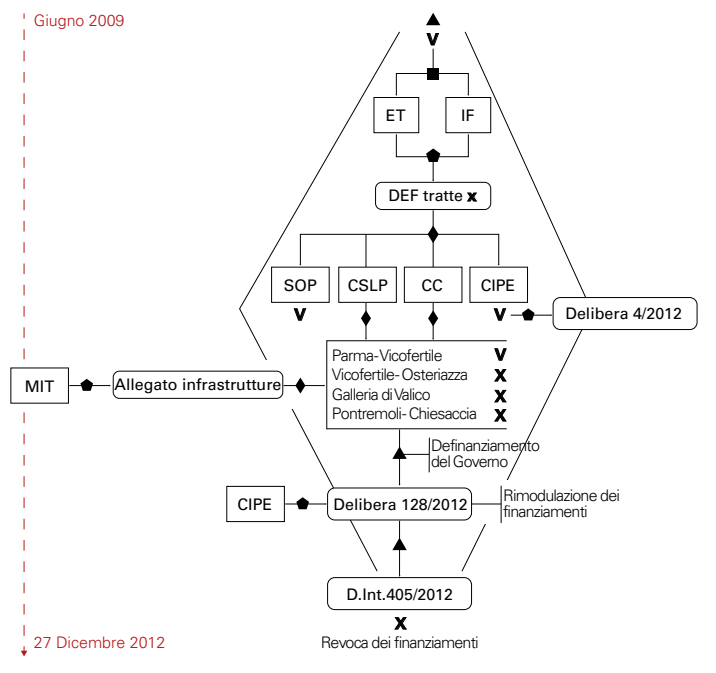 Giugno 2009
V
ET
IF
DEF tratte x
SOP
CSLP
CC
CIPE
V
V
Delibera 4/2012
MIT
Allegato infrastrutture
Parma-Vicofertile V
Vicofertile-Osteriazza X
Galleria di Valico X
Pontremoli-Chiesaccia X
Definanziamento
del Governo
CIPE
Delibera 128/2012
Rimodulazione dei
finanziamenti
D.Int.405/2012
X
Revoca dei finanziamenti
27 Dicembre 2012